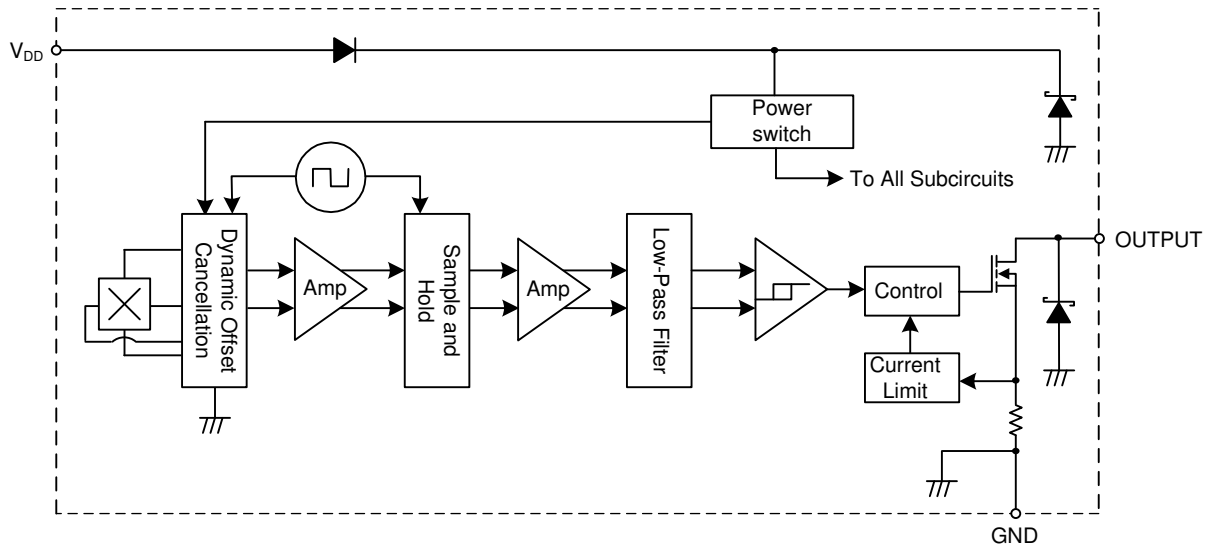 VDD
Power
switch
To All Subcircuits
Dynamic Offset
Cancellation
Amp
Sample and
Hold
Amp
Low-Pass Filter
Control
Current
Limit
OUTPUT
GND